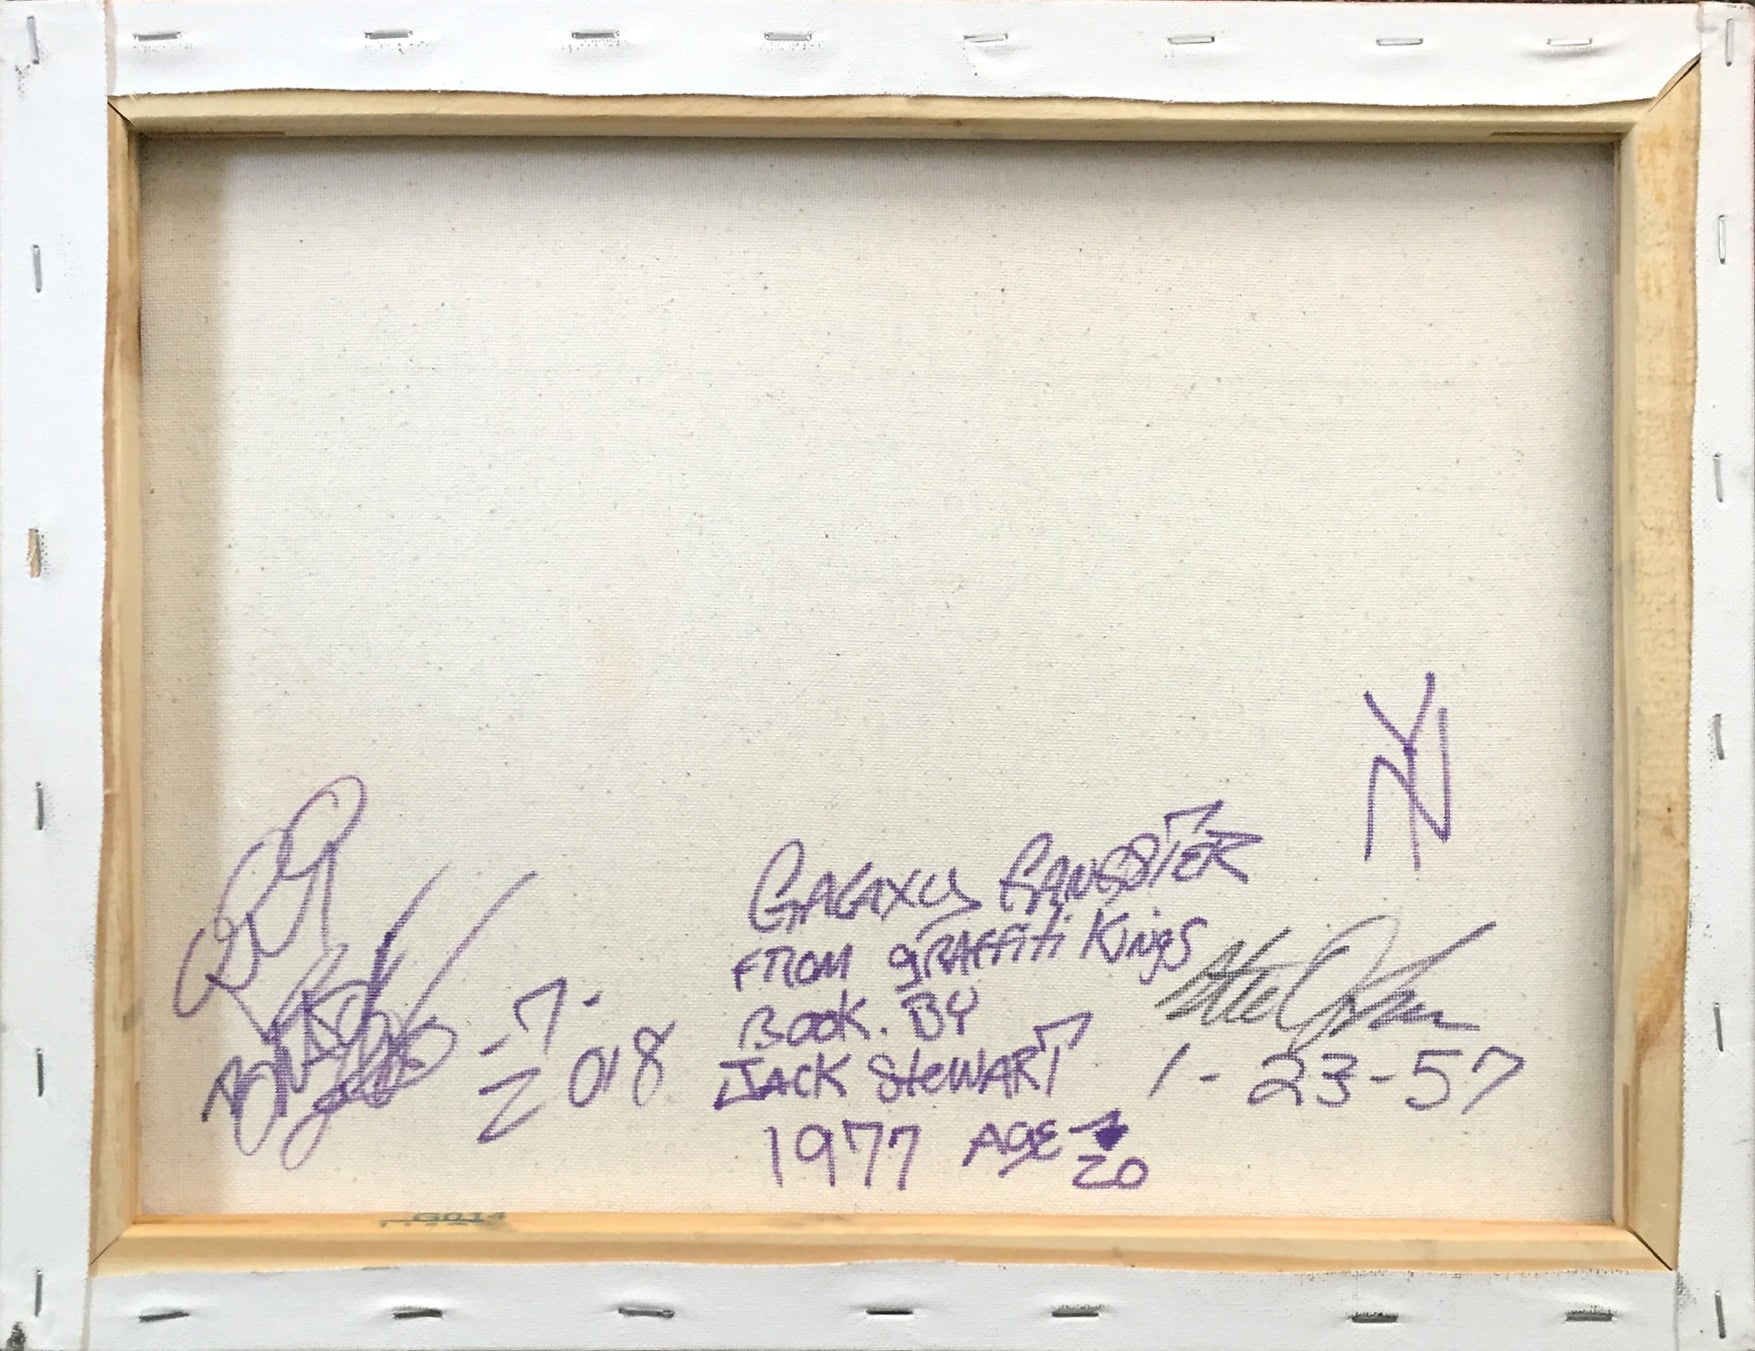 NY
GALAXY GANGSTER
FROM graffiti Kings
BOOK. BY
JACK StewART
1977 AGE 20
-7-
2018
1-23-57